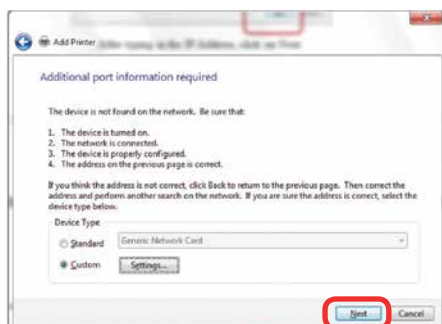 Add Printer
Additional port information required
The device is not found on the network. Be sure that:
1. The device is turned on.
2. The network is connected.
3. The device is properly configured.
4. The address on the previous page is correct.
If you think the address is not correct, click Back to return to the previous page. Then correct the
address and perform another search on the network. If you are sure the address is correct, select the
device type below.
Device Type
Standard
Generic Network Card
Custom
Settings...
Next
Cancel